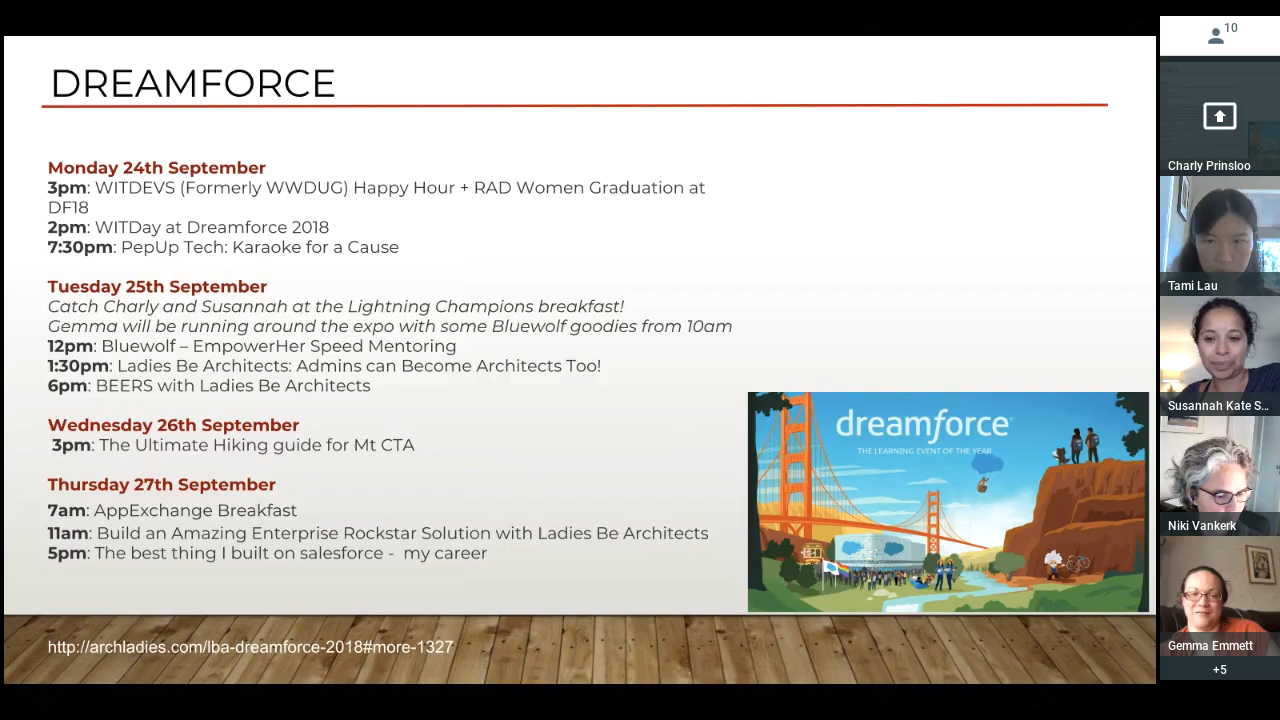 DREAMFORCE
Monday 24th September
3pm: WITDEVS (Formerly WWDUG) Happy Hour + RAD Women Graduation at
DF18
2pm: WITDay at Dreamforce 2018
7:30pm: PepUp Tech: Karaoke for a Cause
Tuesday 25th September
Catch Charly and Susannah at the Lightning Champions breakfast!
Gemma will be running around the expo with some Bluewolf goodies from 10am
12pm: Bluewolf – EmpowerHer Speed Mentoring
1:30pm: Ladies Be Architects: Admins can Become Architects Too!
6pm: BEERS with Ladies Be Architects
Wednesday 26th September
3pm: The Ultimate Hiking guide for Mt CTA
Thursday 27th September
7am: AppExchange Breakfast
11am: Build an Amazing Enterprise Rockstar Solution with Ladies Be Architects
5pm: The best thing I built on salesforce - my career
http://archladies.com/lba-dreamforce-2018#more-1327
dreamforce
THE LEARNING EVENT OF THE YEAR
10
Charly Prinsloo
Tami Lau
Susannah Kate S...
Niki Vankerk
Gemma Emmett
+5